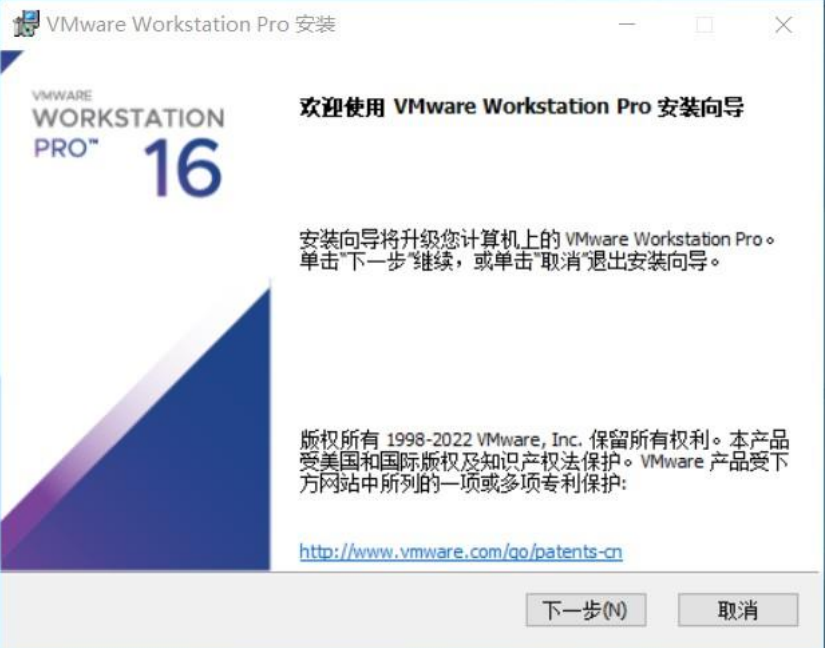 VMware Workstation Pro 安装
VMWARE
WORKSTATION
PRO™
16
欢迎使用 VMware Workstation Pro 安装向导
安装向导将升级您计算机上的 VMware Workstation Pro。
单击"下一步"继续，或单击"取消"退出安装向导。
版权所有 1998-2022 VMware, Inc. 保留所有权利。本产品
受美国和国际版权及知识产权法保护。VMware 产品受下
方网站中所列的一项或多项专利保护:
http://www.vmware.com/go/patents-cn
下一步(N)
取消